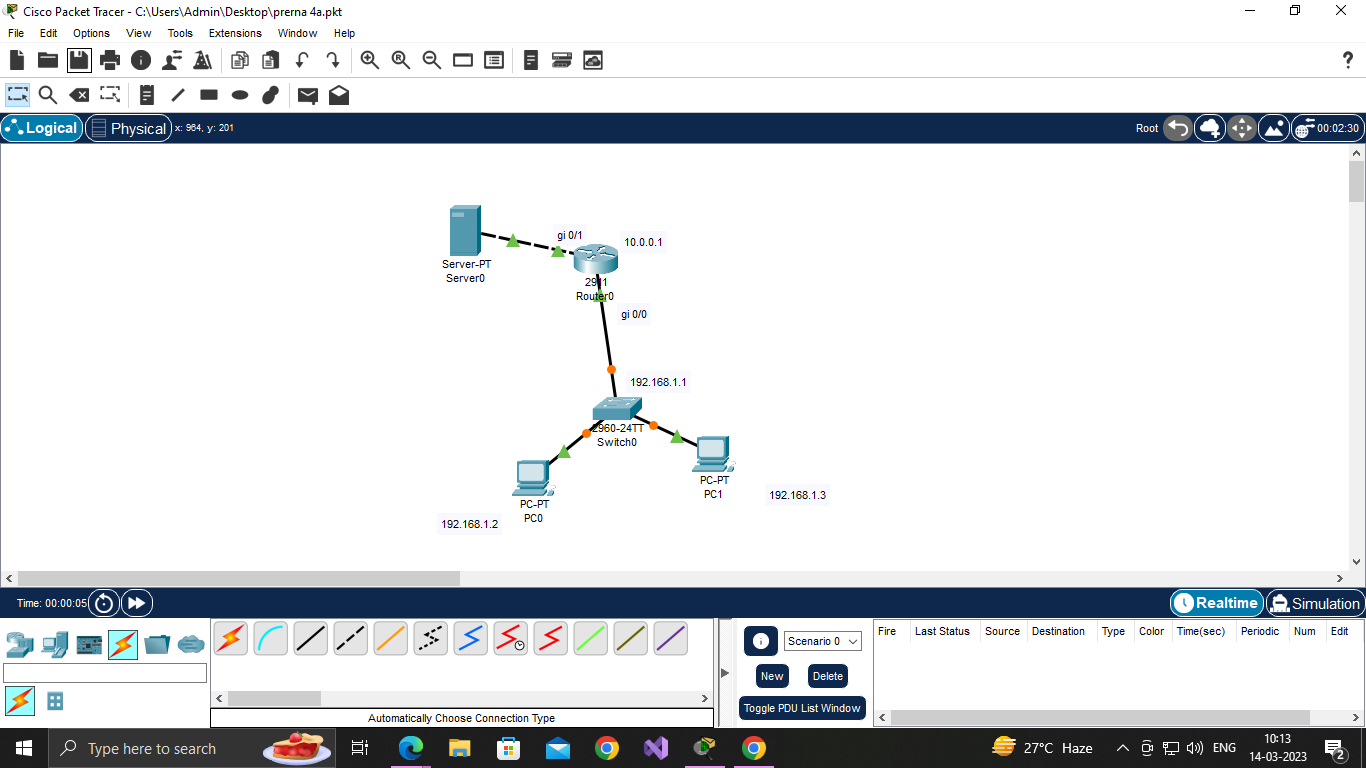 Cisco Packet Tracer - C:\Users\Admin\Desktop\prerna 4a.pkt
File Edit Options View Tools Extensions Window Help
Logical Physical x: 964, y: 201 Root 00:02:30
gi 0/1
10.0.0.1
Server-PT
Server0
2911
Router0
gi 0/0
192.168.1.1
2960-24TT
Switch0
PC-PT
PC1
192.168.1.3
PC-PT
PC0
192.168.1.2
Time: 00:00:05 Realtime Simulation
Scenario 0
New Delete
Toggle PDU List Window
Fire Last Status Source Destination Type Color Time(sec) Periodic Num Edit
Automatically Choose Connection Type
Type here to search
27°C Haze ENG 10:13
14-03-2023
2